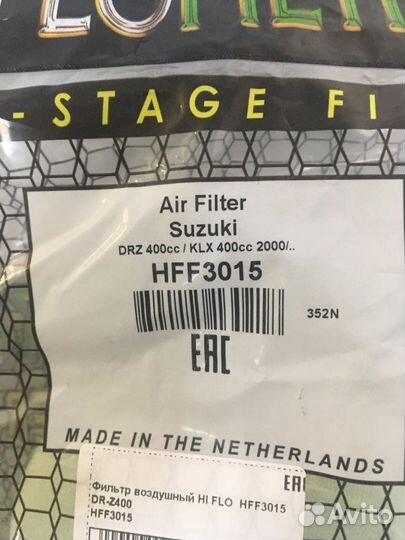 -STAGE FI
Air Filter
Suzuki
DRZ 400cc / KLX 400cc 2000/..
HFF3015
352N
EAC
MADE IN THE NETHERLANDS
EAC
Фильтр воздушный HI FLO HFF3015
DR-Z400
HFF3015
Avito